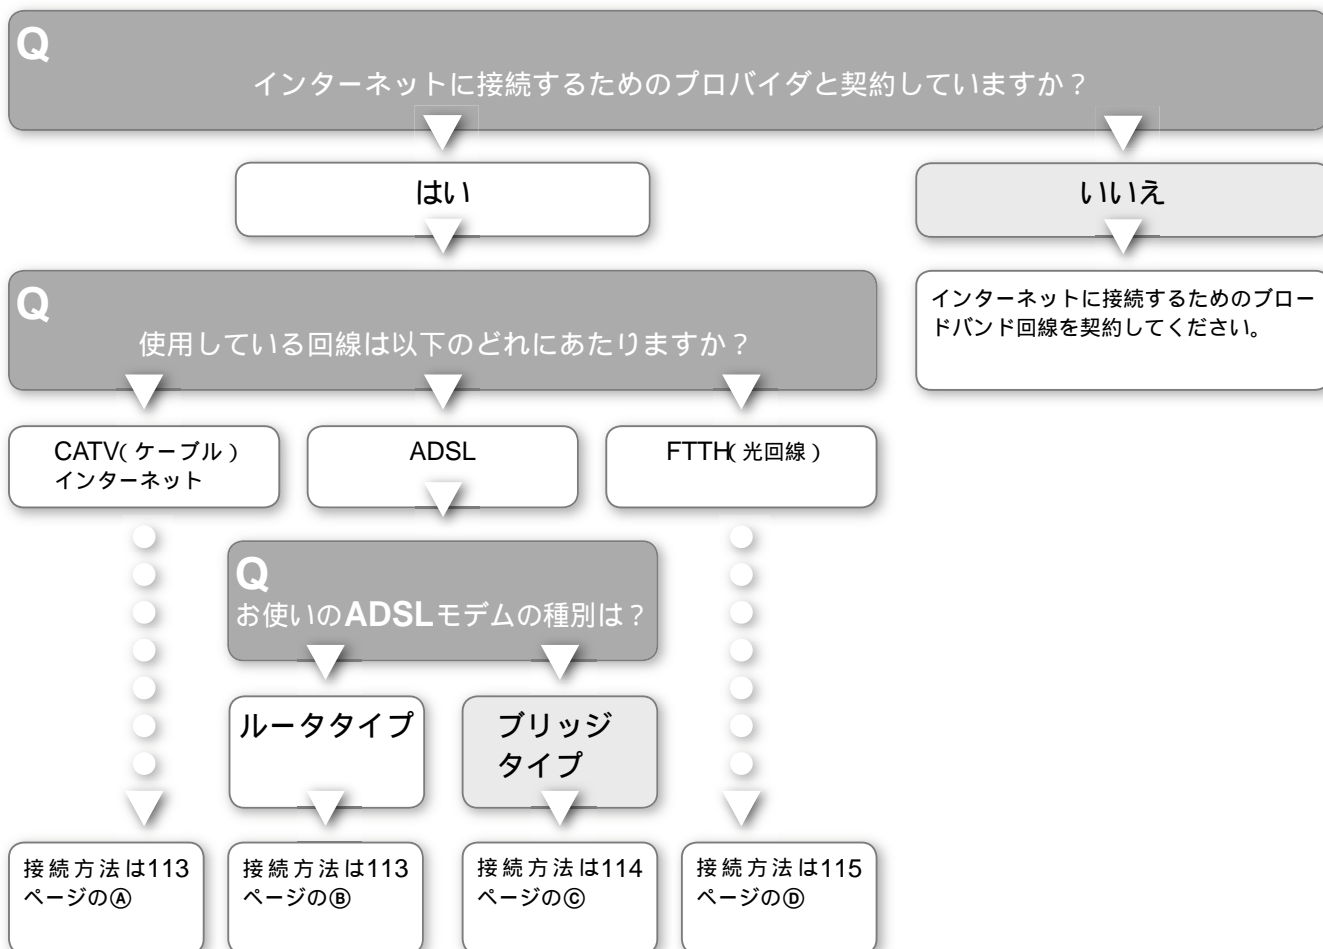 Q
インターネットに接続するためのプロバイダと契約していますか？
はい
いいえ
Q
使用している回線は以下のどれにあたりますか？
インターネットに接続するためのブロー
ドバンド回線を契約してください。
CATV(ケーブル)
インターネット
ADSL
FTTH(光回線)
Q
お使いのADSLモデムの種別は？
ルータタイプ
ブリッジ
タイプ
接続方法は113
ページのⒶ
接続方法は113
ページのⒷ
接続方法は114
ページのⒸ
接続方法は115
ページのⒹ